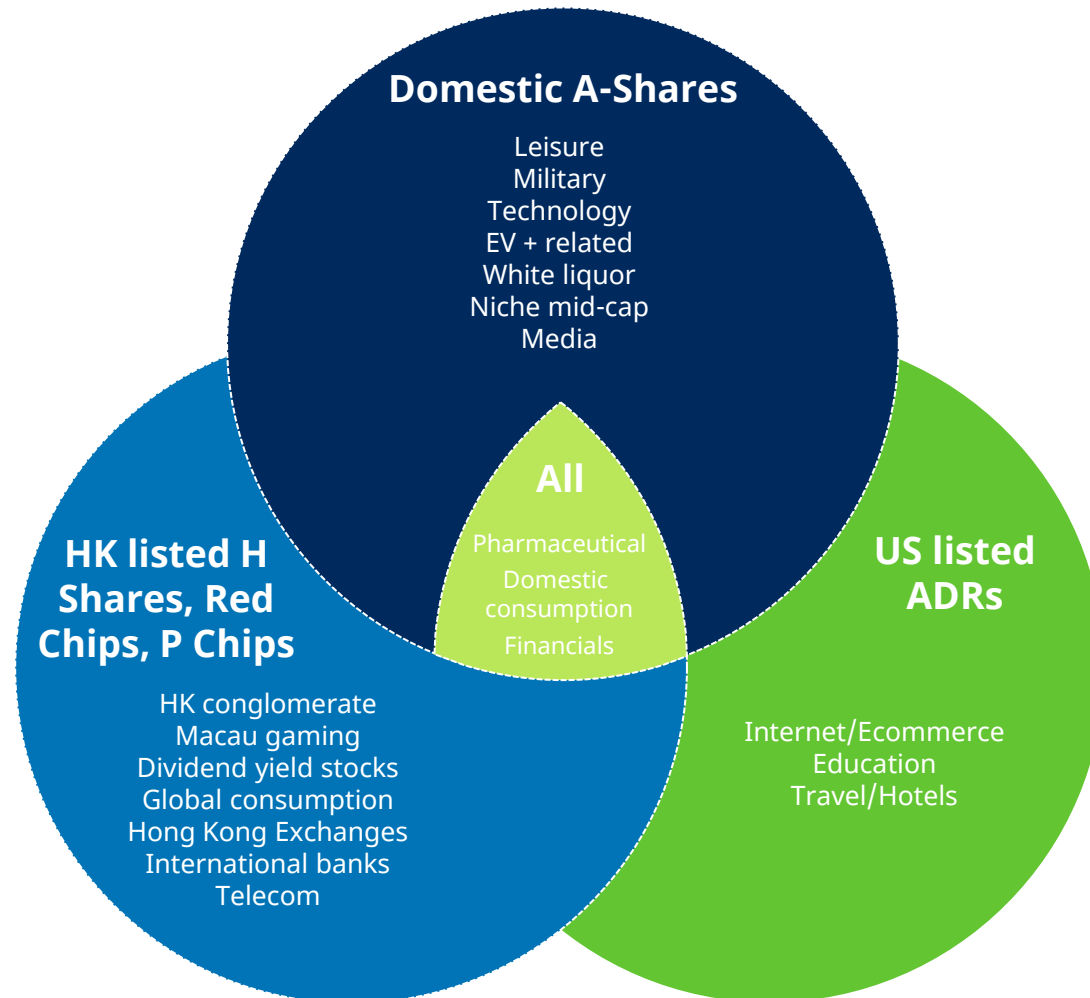 Domestic A-Shares
Leisure
Military
Technology
EV + related
White liquor
Niche mid-cap
Media
All
Pharmaceutical
Domestic
consumption
Financials
HK listed H
Shares, Red
Chips, P Chips
HK conglomerate
Macau gaming
Dividend yield stocks
Global consumption
Hong Kong Exchanges
International banks
Telecom
US listed
ADRs
Internet/Ecommerce
Education
Travel/Hotels